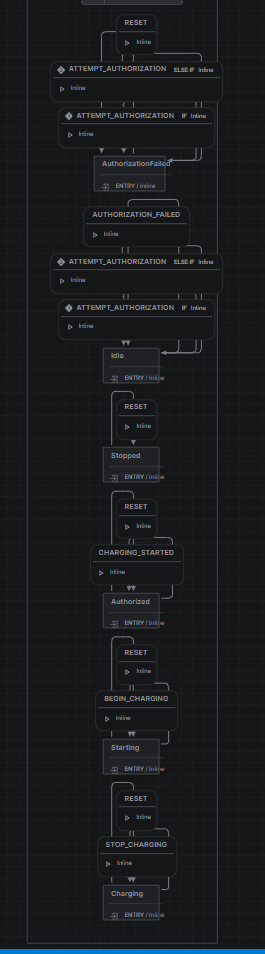 RESET
Inline
ATTEMPT_AUTHORIZATION ELSE IF Inline
Inline
ATTEMPT_AUTHORIZATION IF Inline
Inline
AuthorizationFailed
ENTRY / Inline
AUTHORIZATION_FAILED
Inline
ATTEMPT_AUTHORIZATION ELSE IF Inline
Inline
ATTEMPT_AUTHORIZATION IF Inline
Inline
Idle
ENTRY / Inline
RESET
Inline
Stopped
ENTRY / Inline
RESET
Inline
CHARGING_STARTED
Inline
Authorized
ENTRY / Inline
RESET
Inline
BEGIN_CHARGING
Inline
Starting
ENTRY / Inline
RESET
Inline
STOP_CHARGING
Inline
Charging
ENTRY / Inline